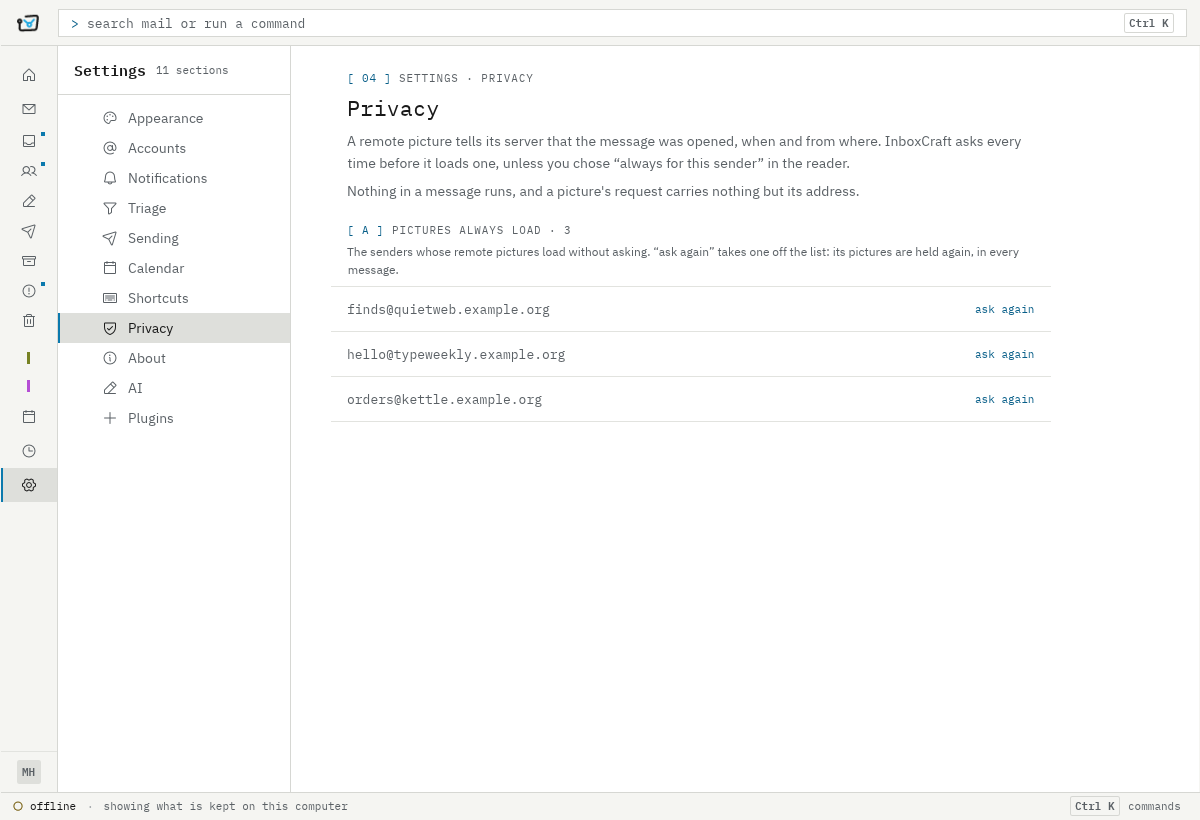 > search mail or run a command
Ctrl K
Settings 11 sections
Appearance
Accounts
Notifications
Triage
Sending
Calendar
Shortcuts
Privacy
About
AI
Plugins
[ 04 ] SETTINGS · PRIVACY
Privacy
A remote picture tells its server that the message was opened, when and from where. InboxCraft asks every
time before it loads one, unless you chose “always for this sender” in the reader.
Nothing in a message runs, and a picture's request carries nothing but its address.
[ A ] PICTURES ALWAYS LOAD · 3
The senders whose remote pictures load without asking. “ask again” takes one off the list: its pictures are held again, in every
message.
finds@quietweb.example.org ask again
hello@typeweekly.example.org ask again
orders@kettle.example.org ask again
MH
offline · showing what is kept on this computer
Ctrl K commands